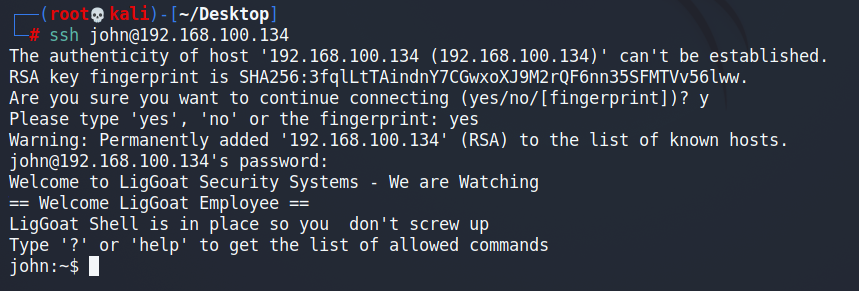 ┌──(root💀kali)-[~/Desktop]
└─# ssh john@192.168.100.134
The authenticity of host '192.168.100.134 (192.168.100.134)' can't be established.
RSA key fingerprint is SHA256:3fqlLtTAindnY7CGwxoXJ9M2rQF6nn35SFMTVv56lww.
Are you sure you want to continue connecting (yes/no/[fingerprint])? y
Please type 'yes', 'no' or the fingerprint: yes
Warning: Permanently added '192.168.100.134' (RSA) to the list of known hosts.
john@192.168.100.134's password:
Welcome to LigGoat Security Systems - We are Watching
== Welcome LigGoat Employee ==
LigGoat Shell is in place so you  don't screw up
Type '?' or 'help' to get the list of allowed commands
john:~$